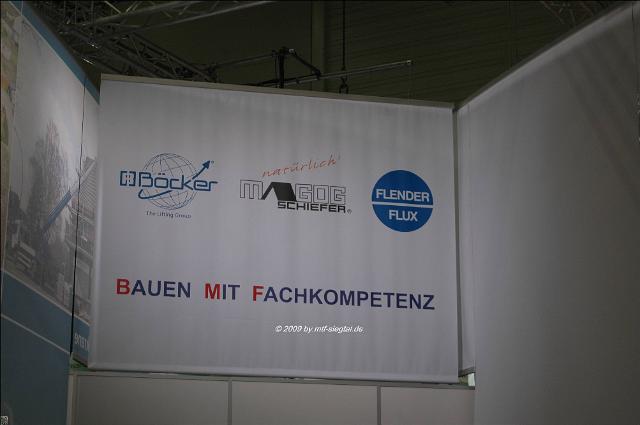 Böcker
The Lifting Group
natürlich!
MAGOG
SCHIEFER®
FLENDER
FLUX
BAUEN MIT FACHKOMPETENZ
© 2009 by mtf-siegtal.de